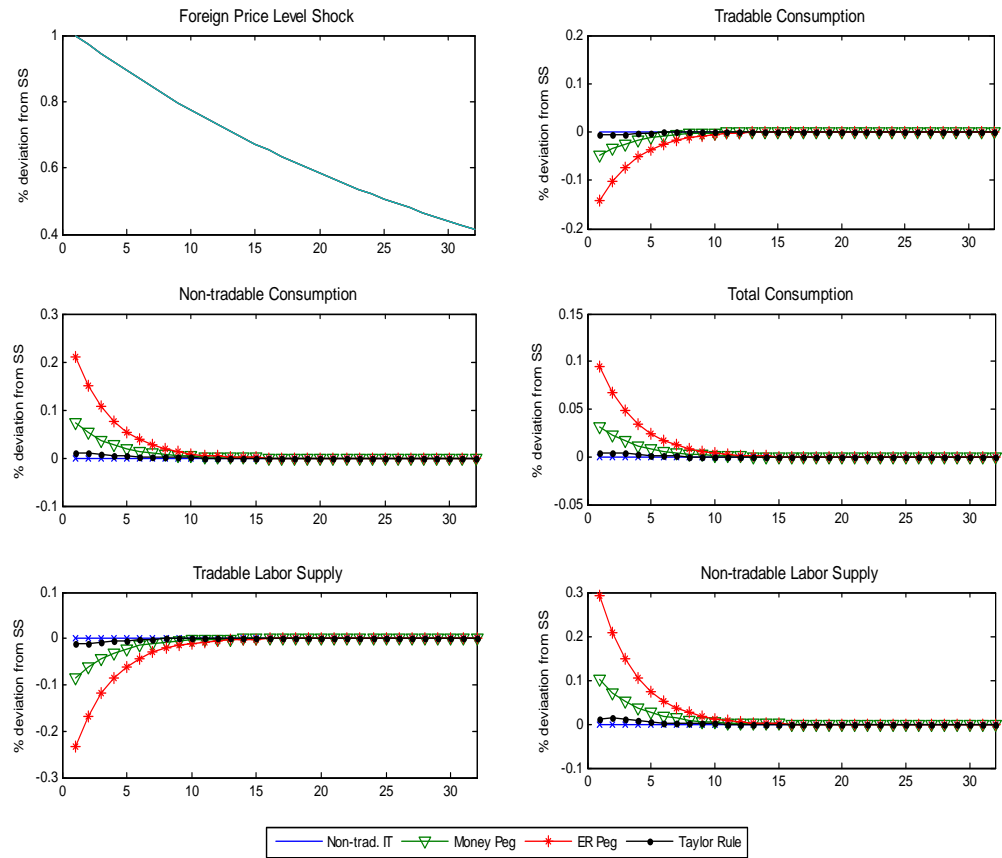 Foreign Price Level Shock
% deviation from SS
1
0.8
0.6
0.4
0 5 10 15 20 25 30
Tradable Consumption
% deviation from SS
0.2
0.1
0
-0.1
-0.2
0 5 10 15 20 25 30
Non-tradable Consumption
% deviation from SS
0.3
0.2
0.1
0
-0.1
0 5 10 15 20 25 30
Total Consumption
% deviation from SS
0.15
0.1
0.05
0
-0.05
0 5 10 15 20 25 30
Tradable Labor Supply
% deviation from SS
0.1
0
-0.1
-0.2
-0.3
0 5 10 15 20 25 30
Non-tradable Labor Supply
% deviation from SS
0.3
0.2
0.1
0
-0.1
0 5 10 15 20 25 30
Non-trad. IT Money Peg ER Peg Taylor Rule